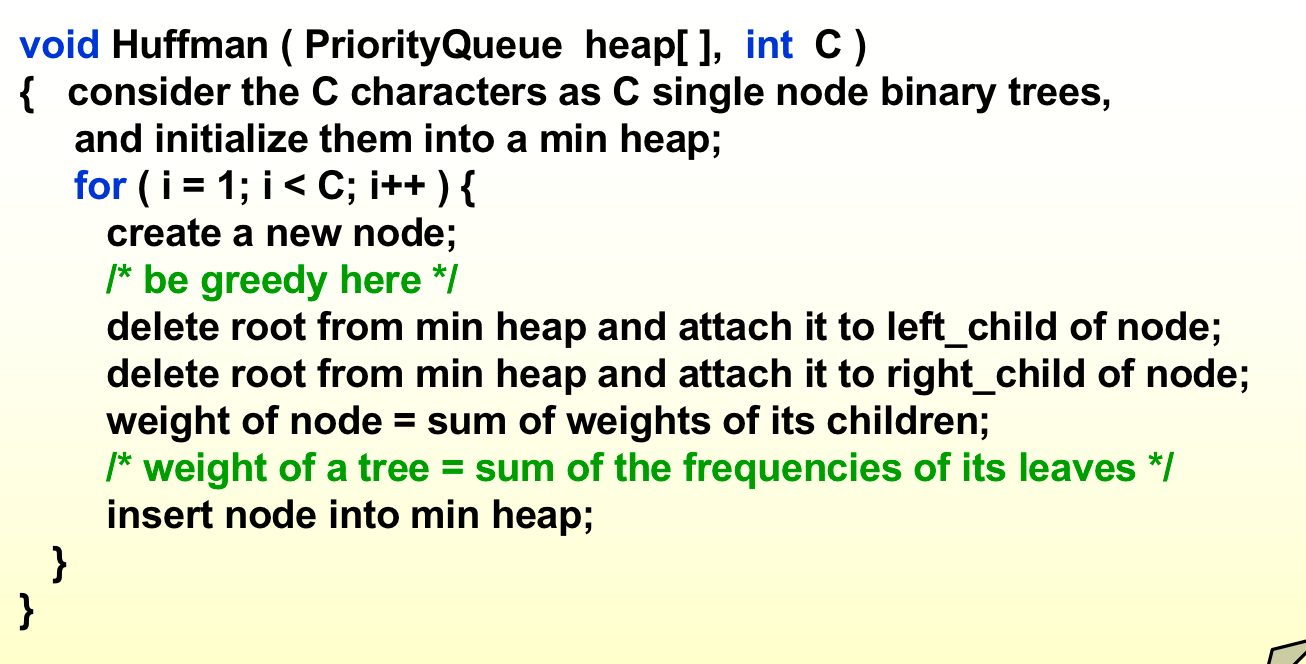 void Huffman ( PriorityQueue heap[ ], int C )
{ consider the C characters as C single node binary trees,
and initialize them into a min heap;
for ( i = 1; i < C; i++ ) {
create a new node;
/* be greedy here */
delete root from min heap and attach it to left_child of node;
delete root from min heap and attach it to right_child of node;
weight of node = sum of weights of its children;
/* weight of a tree = sum of the frequencies of its leaves */
insert node into min heap;
}
}